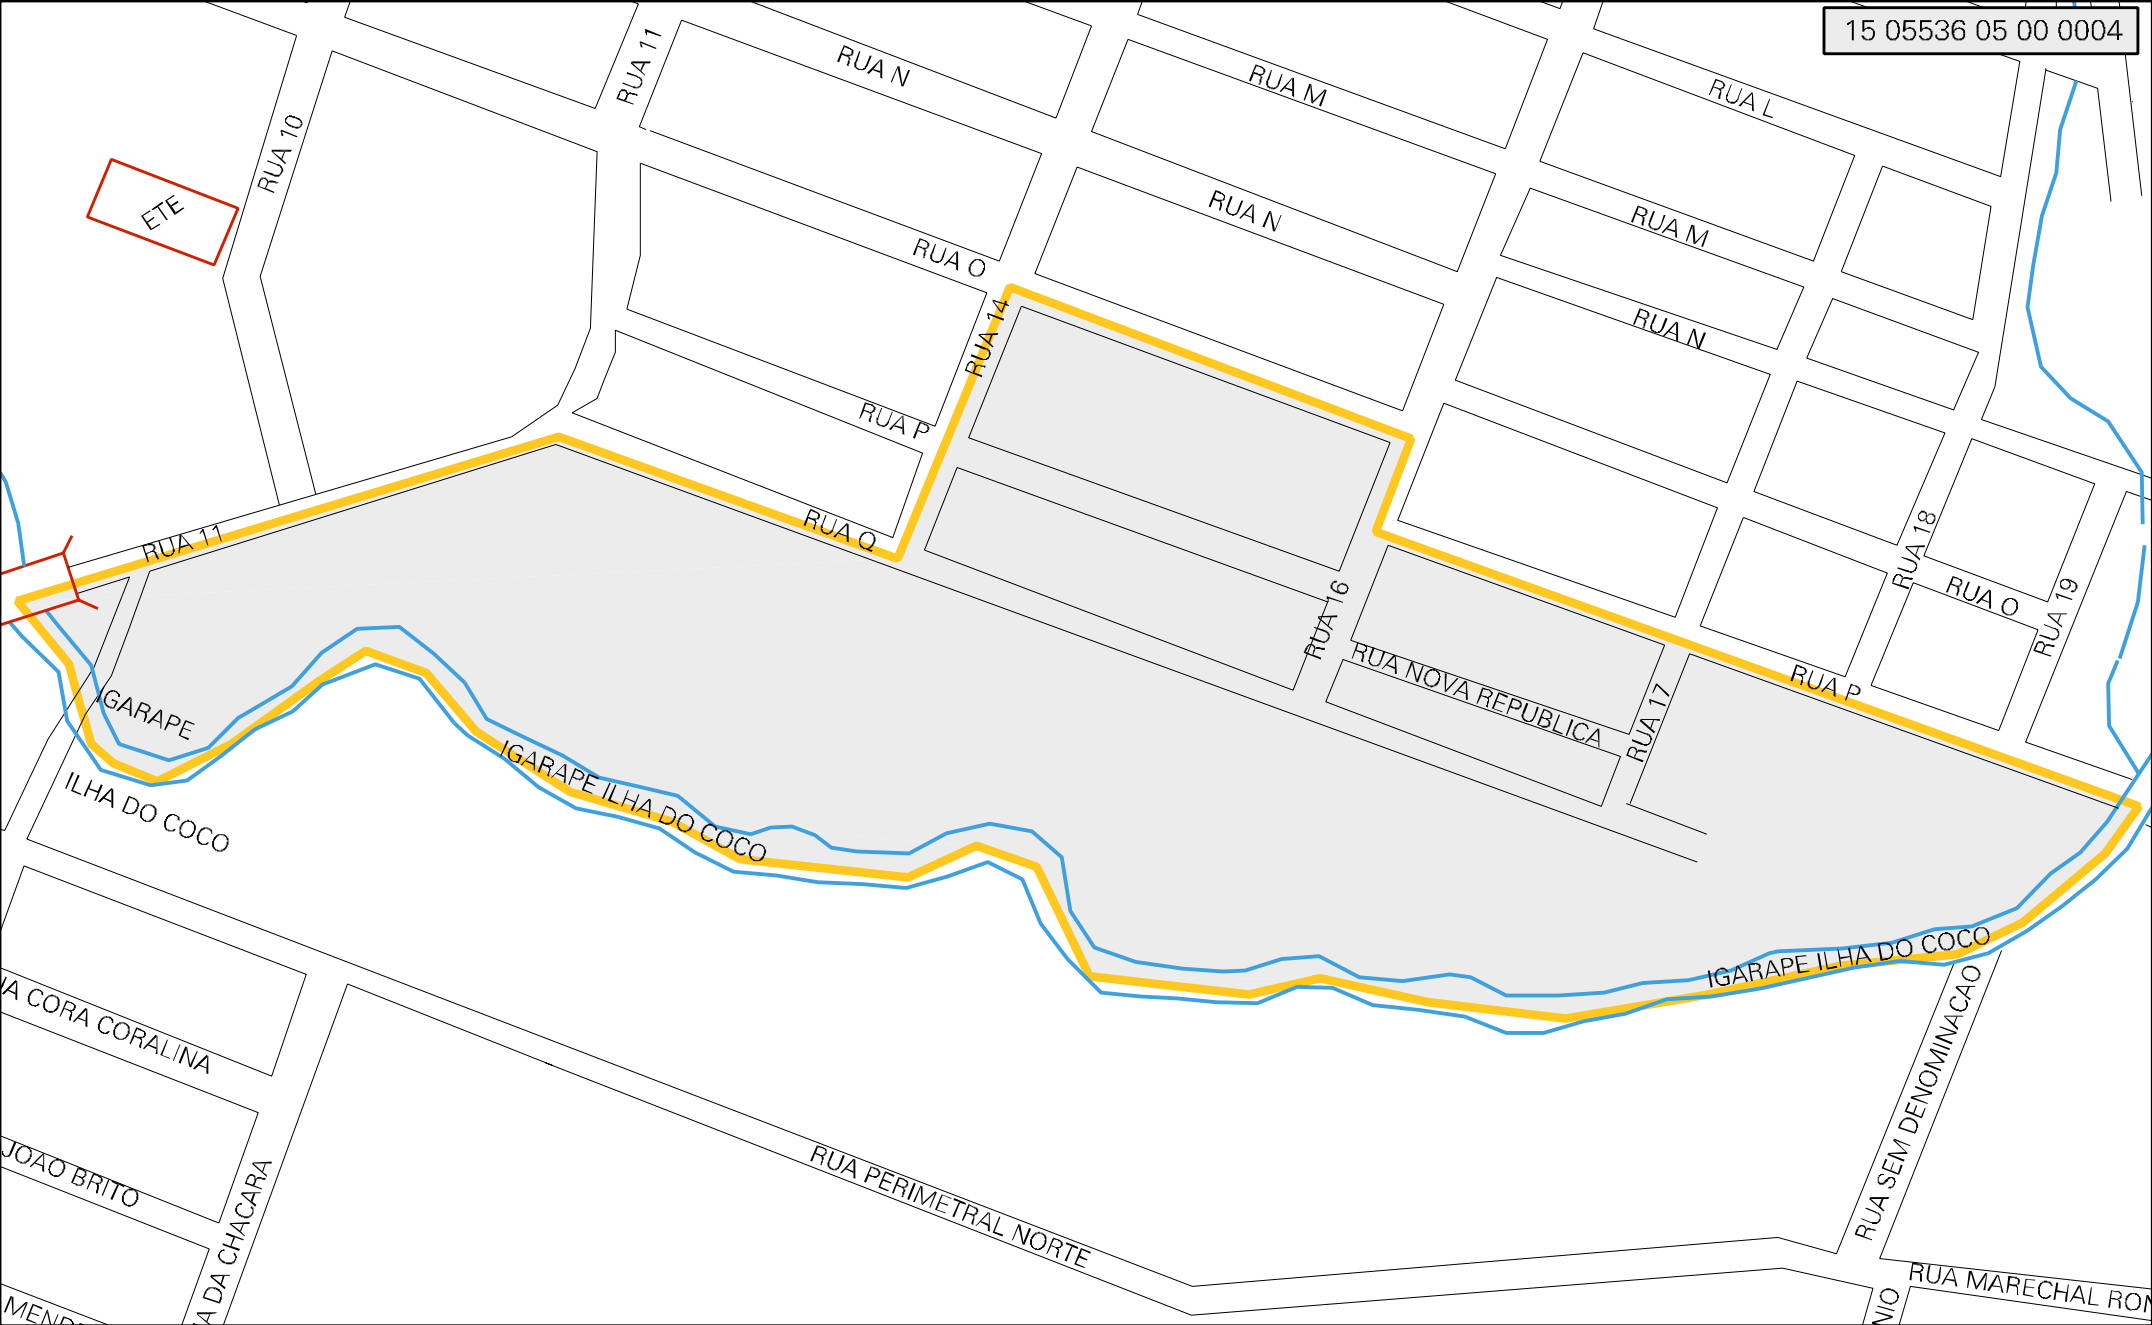 15 05536 05 00 0004
RUA 11
RUA N
RUA M
RUA L
RUA 10
ETE
RUA N
RUA M
RUA O
RUA 14
RUA N
RUA P
RUA Q
RUA 11
RUA 18
RUA O
RUA 19
RUA 16
RUA NOVA REPUBLICA
RUA 17
RUA P
IGARAPE
ILHA DO COCO
IGARAPE ILHA DO COCO
IGARAPE ILHA DO COCO
CORA CORALINA
RUA SEM DENOMINACAO
JOAO BRITO
DA CHACARA
RUA PERIMETRAL NORTE
RUA MARECHAL RON
NIO
MEND